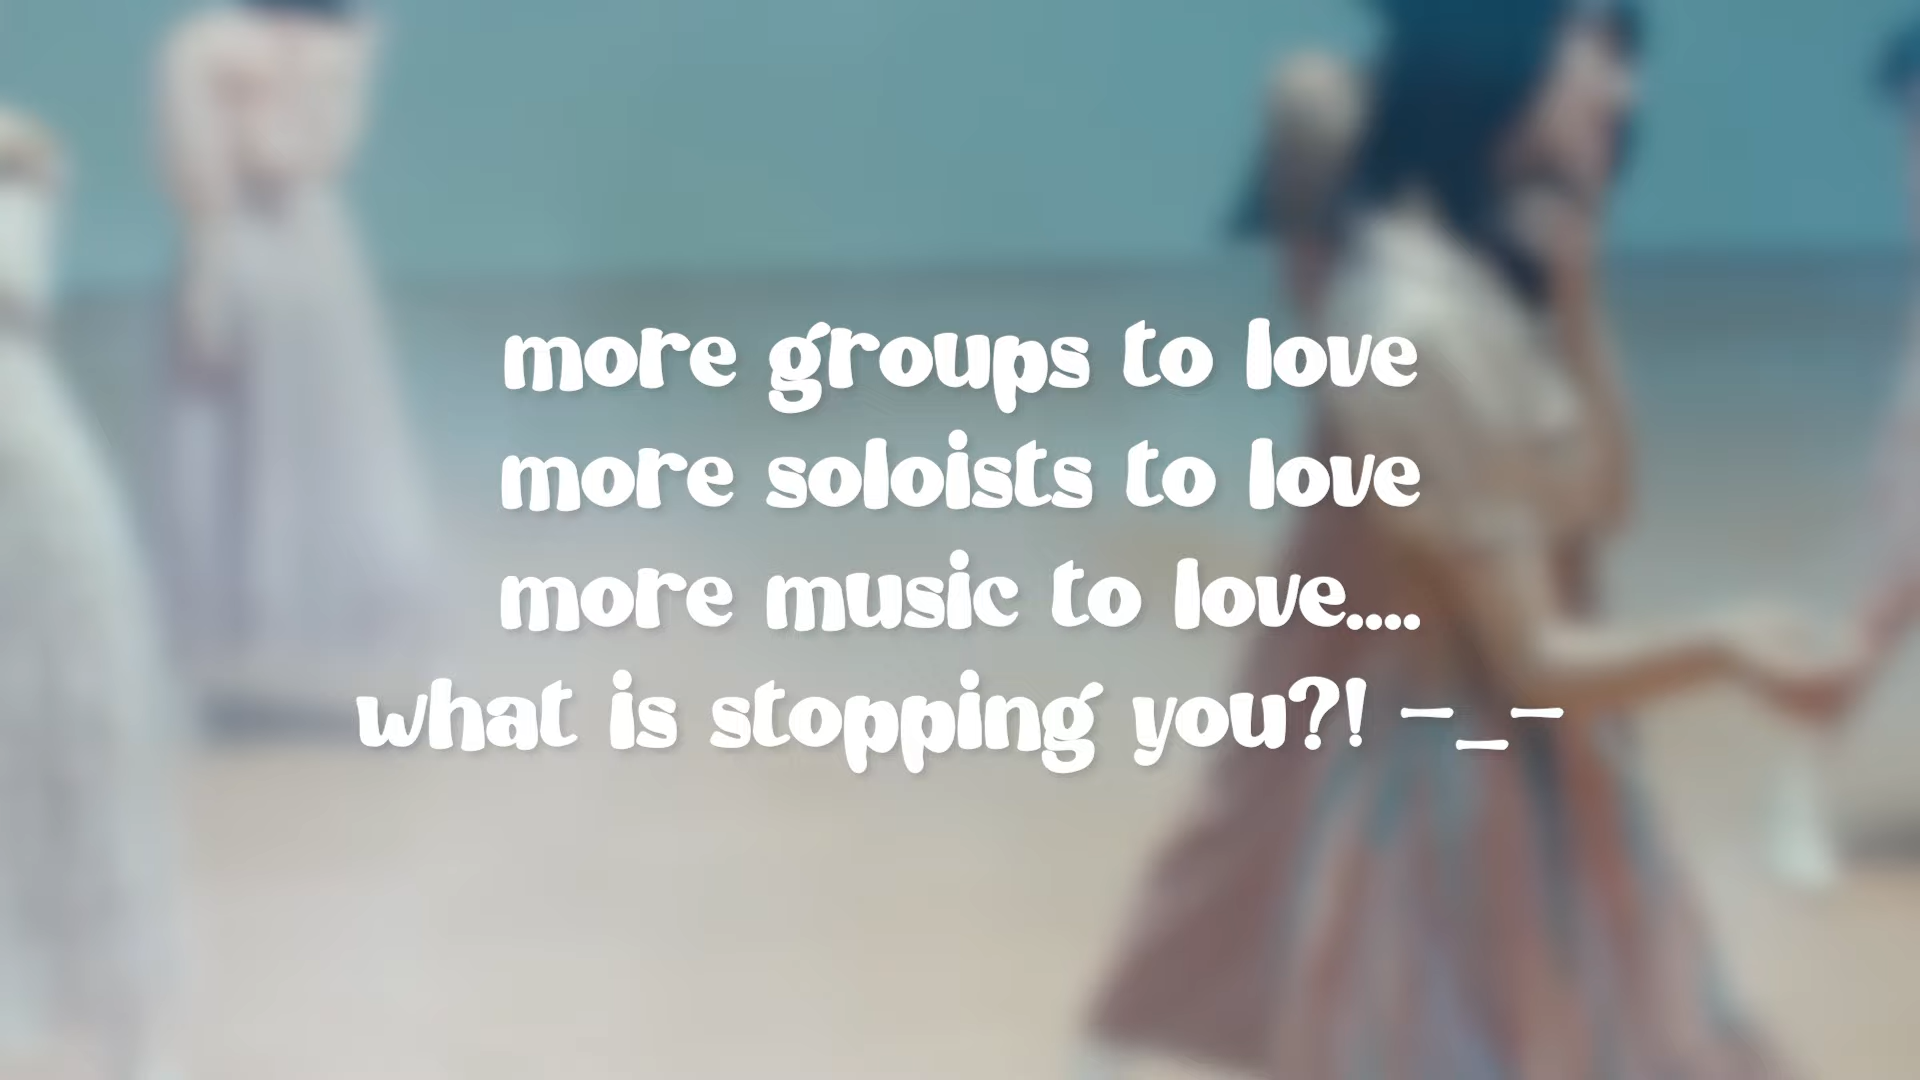 more groups to love
more soloists to love
more music to love....
what is stopping you?! -_-